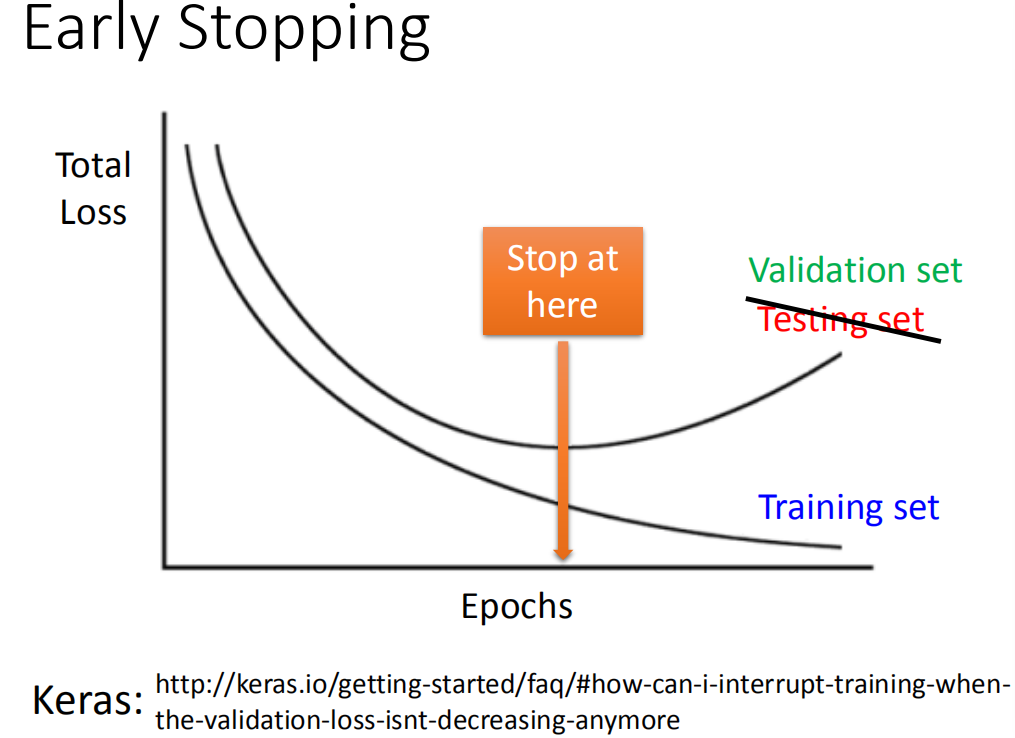 Early Stopping
Total
Loss
Stop at
here
Validation set
Testing set
Training set
Epochs
Keras:
http://keras.io/getting-started/faq/#how-can-i-interrupt-training-when-
the-validation-loss-isnt-decreasing-anymore